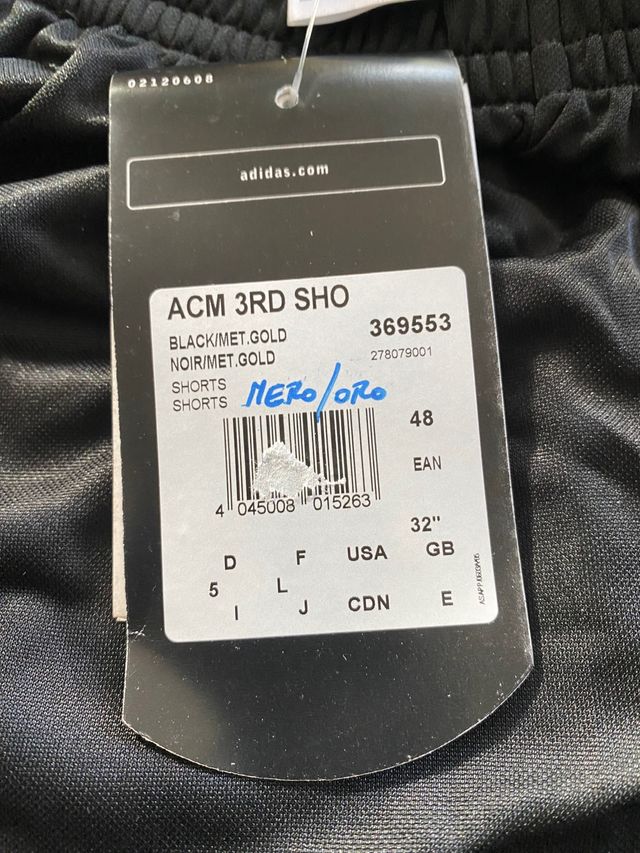 02120608
adidas.com
ACM 3RD SHO
BLACK/MET.GOLD 369553
NOIR/MET.GOLD 278079001
SHORTS
SHORTS NERO/ORO
48
EAN
4 045008 015263
32"
D F USA GB
5 L
I J CDN E